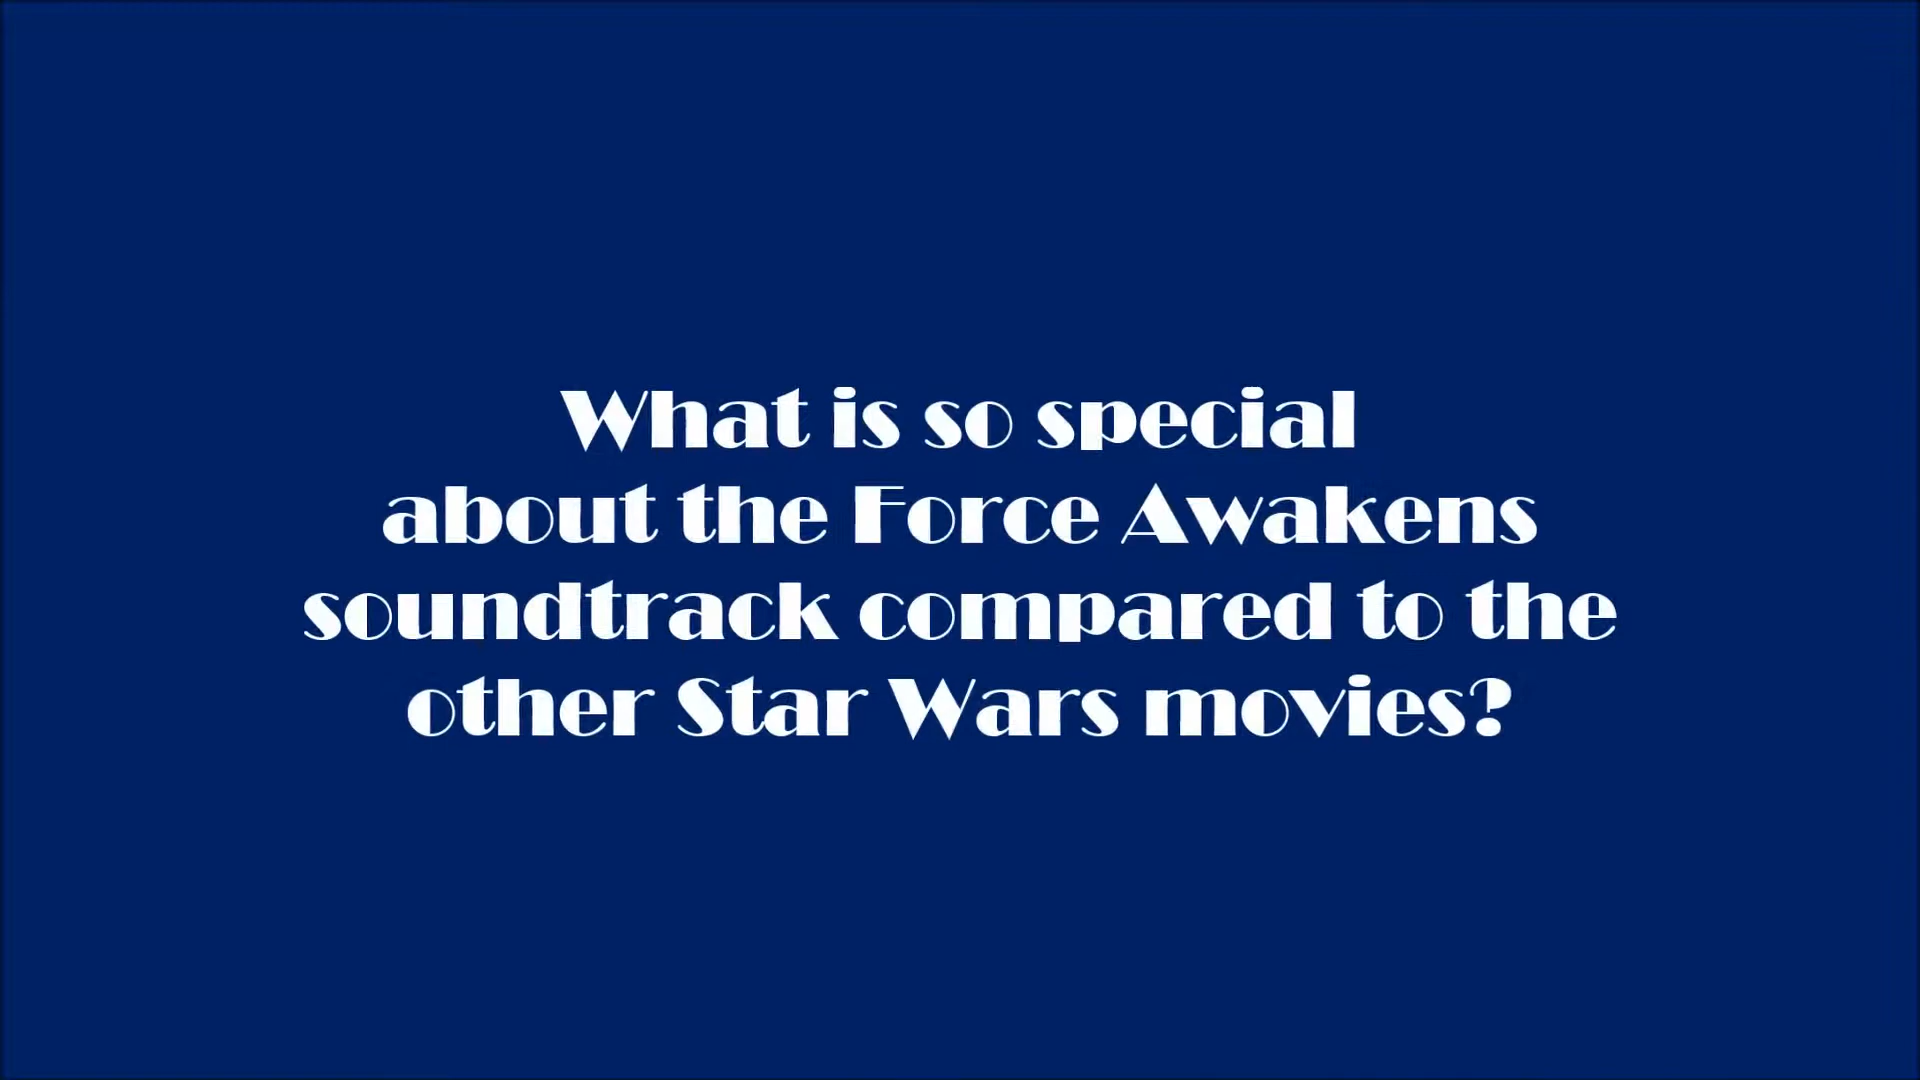 What is so special
about the Force Awakens
soundtrack compared to the
other Star Wars movies?